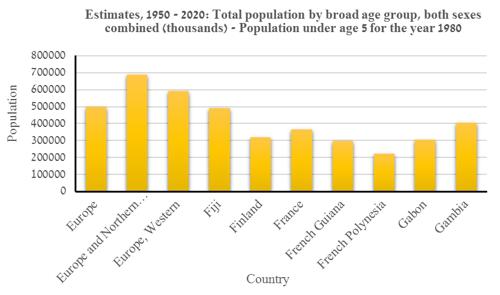 Estimates, 1950 - 2020: Total population by broad age group, both sexes
combined (thousands) - Population under age 5 for the year 1980
800000
700000
600000
500000
400000
300000
200000
100000
0
Population
Europe
Europe and Northern...
Europe, Western
Fiji
Finland
France
French Guiana
French Polynesia
Gabon
Gambia
Country